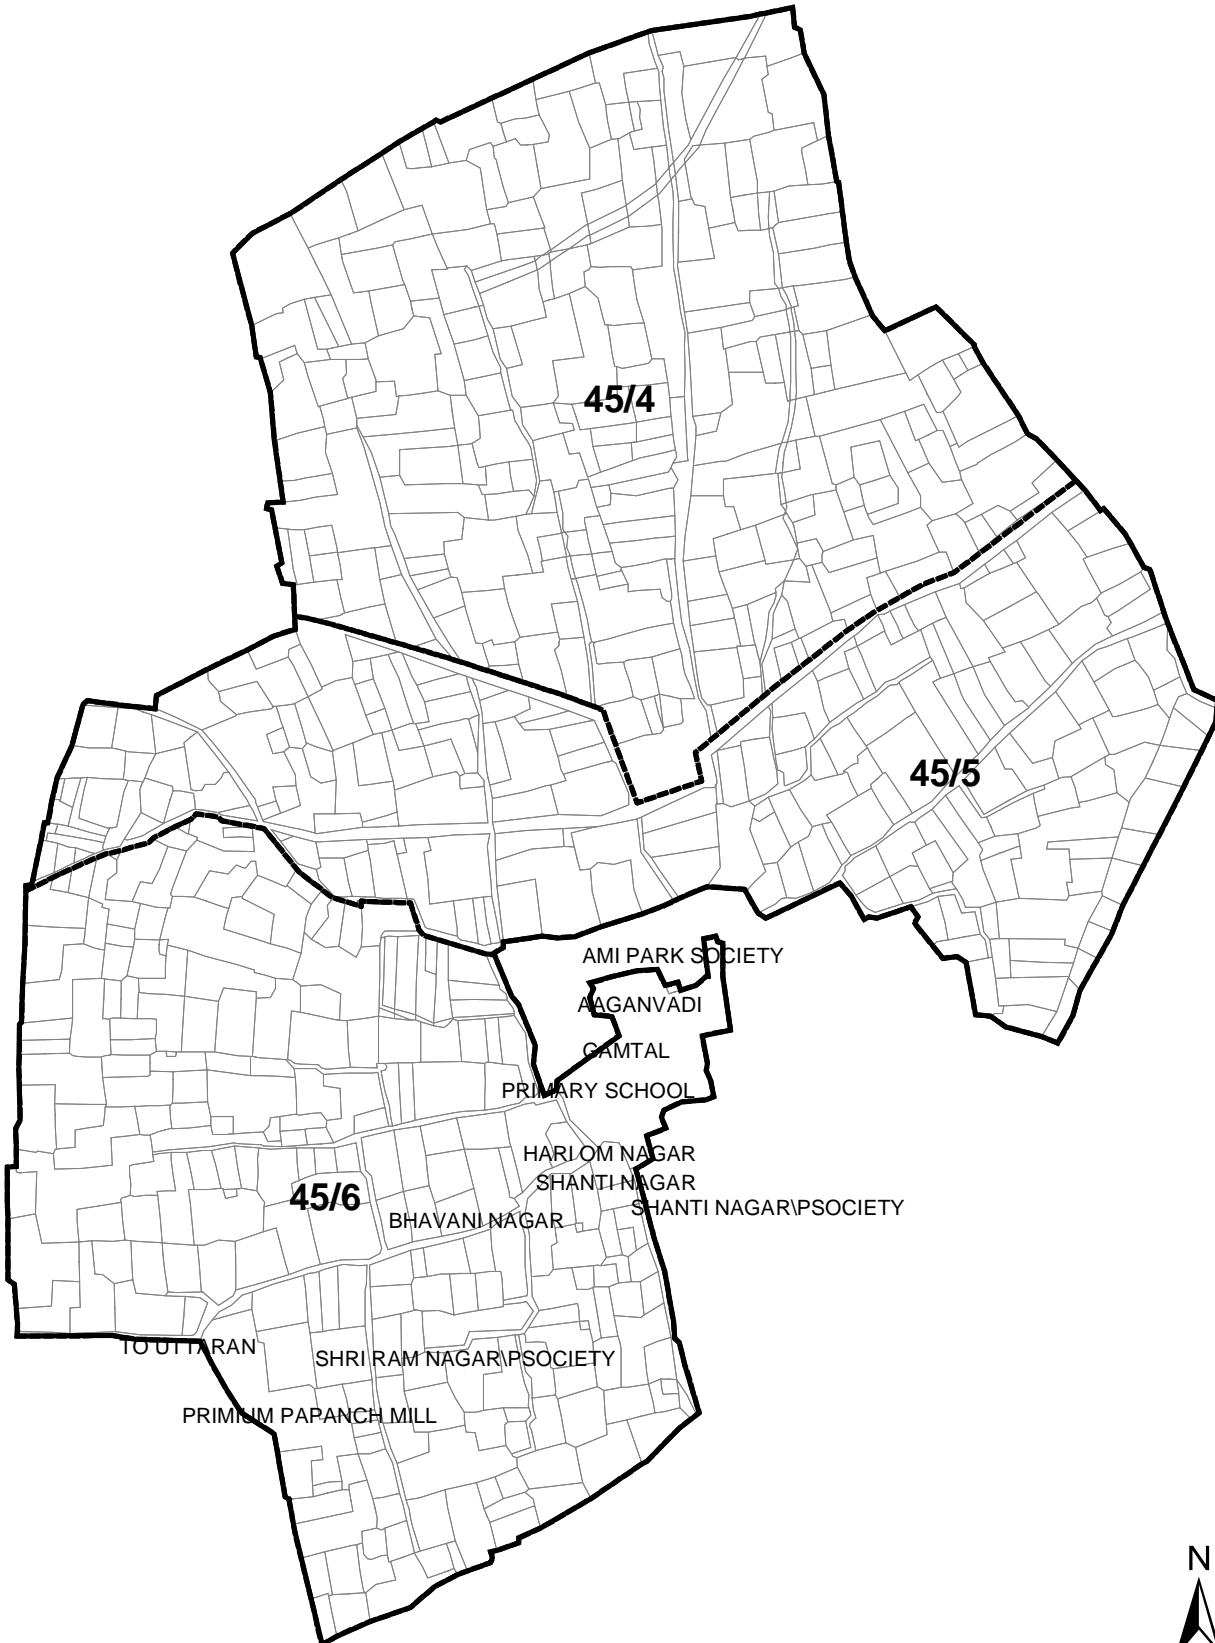 45/4
45/5
AMI PARK SOCIETY
AAGANVADI
GAMTAL
PRIMARY SCHOOL
HARI OM NAGAR
SHANTI NAGAR
45/6
SHANTI NAGAR\PSOCIETY
BHAVANI NAGAR
TO UTTARAN
SHRI RAM NAGAR\PSOCIETY
PRIMIUM PAPANCH MILL
N